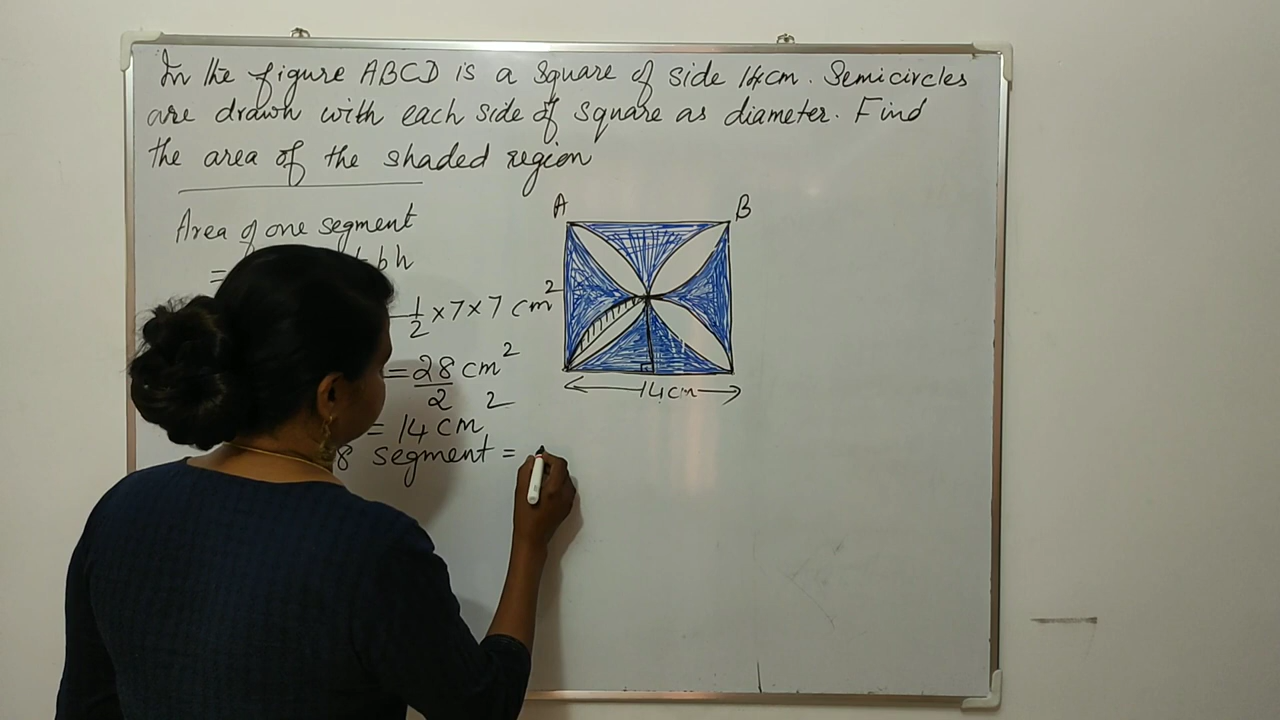 In the figure ABCD is a square of side 14cm. Semicircles
are drawn with each side of square as diameter. Find
the area of the shaded region
Area of one segment
= bh
1/2 × 7 × 7 cm²
= 28/2 cm²
= 14 cm²
8 segment =
A B
14cm